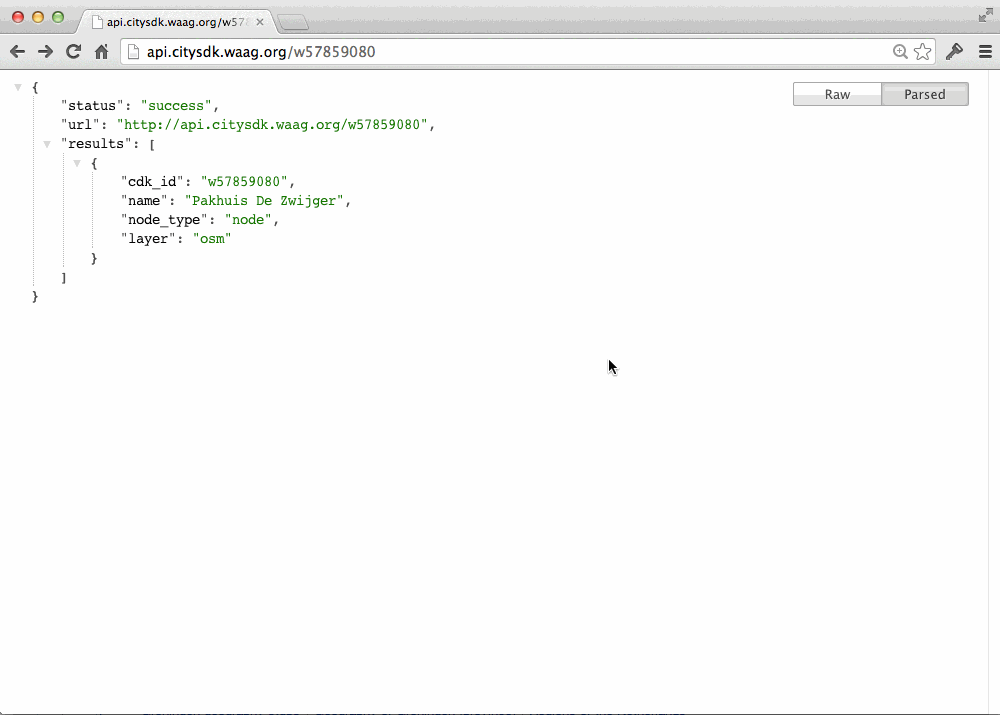 api.citysdk.waag.org/w578
api.citysdk.waag.org/w57859080
Raw Parsed
{
"status": "success",
"url": "http://api.citysdk.waag.org/w57859080",
"results": [
{
"cdk_id": "w57859080",
"name": "Pakhuis De Zwijger",
"node_type": "node",
"layer": "osm"
}
]
}